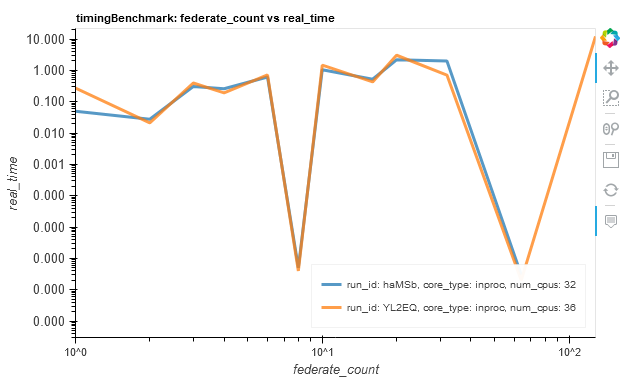 timingBenchmark: federate_count vs real_time
10.000
1.000
0.100
0.010
0.001
0.000
0.000
0.000
0.000
0.000
real_time
run_id: haMSb, core_type: inproc, num_cpus: 32
run_id: YL2EQ, core_type: inproc, num_cpus: 36
10^0
10^1
10^2
federate_count